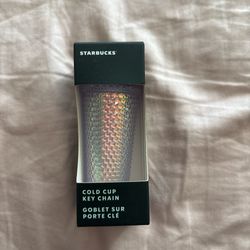 STARBUCKS
COLD CUP
KEY CHAIN
GOBLET SUR
PORTE CLÉ